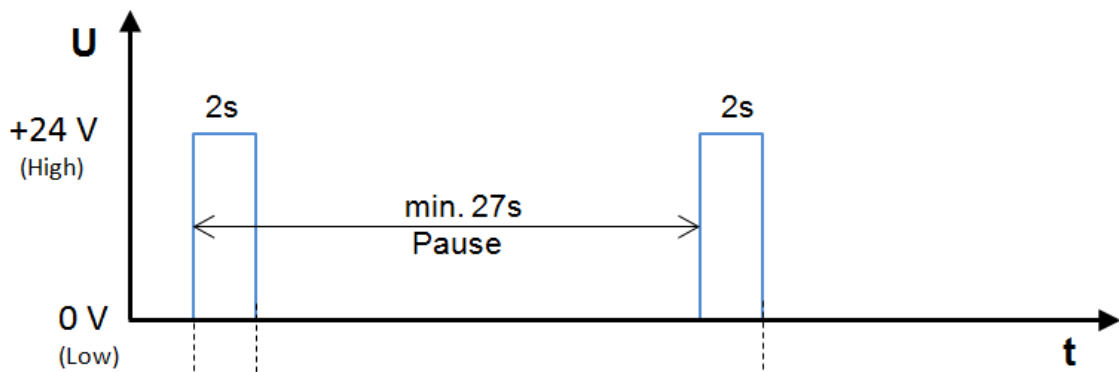 U
2s
2s
+24 V
(High)
min. 27s
Pause
0 V
(Low)
t